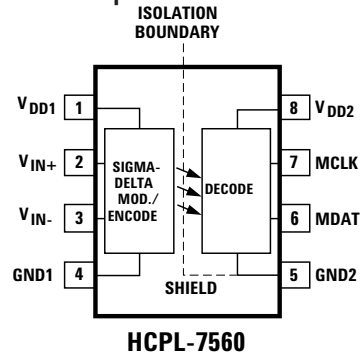 ISOLATION
BOUNDARY
VDD1 1
8 VDD2
VIN+ 2
7 MCLK
SIGMA-
DELTA
MOD./
ENCODE
DECODE
VIN- 3
6 MDAT
GND1 4
5 GND2
SHIELD
HCPL-7560